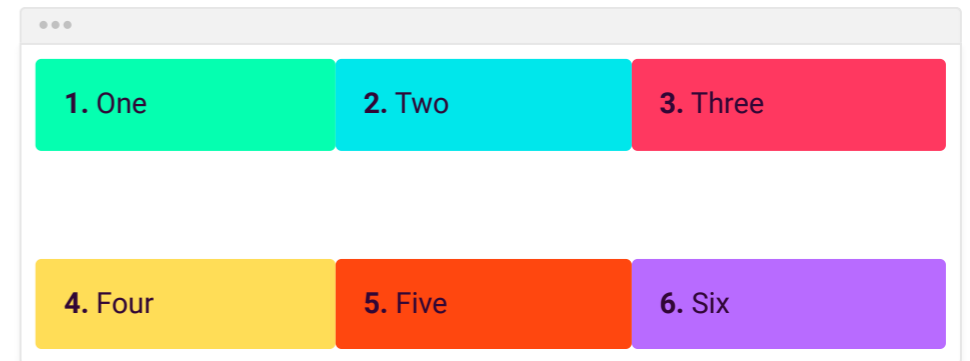 1. One
2. Two
3. Three
4. Four
5. Five
6. Six